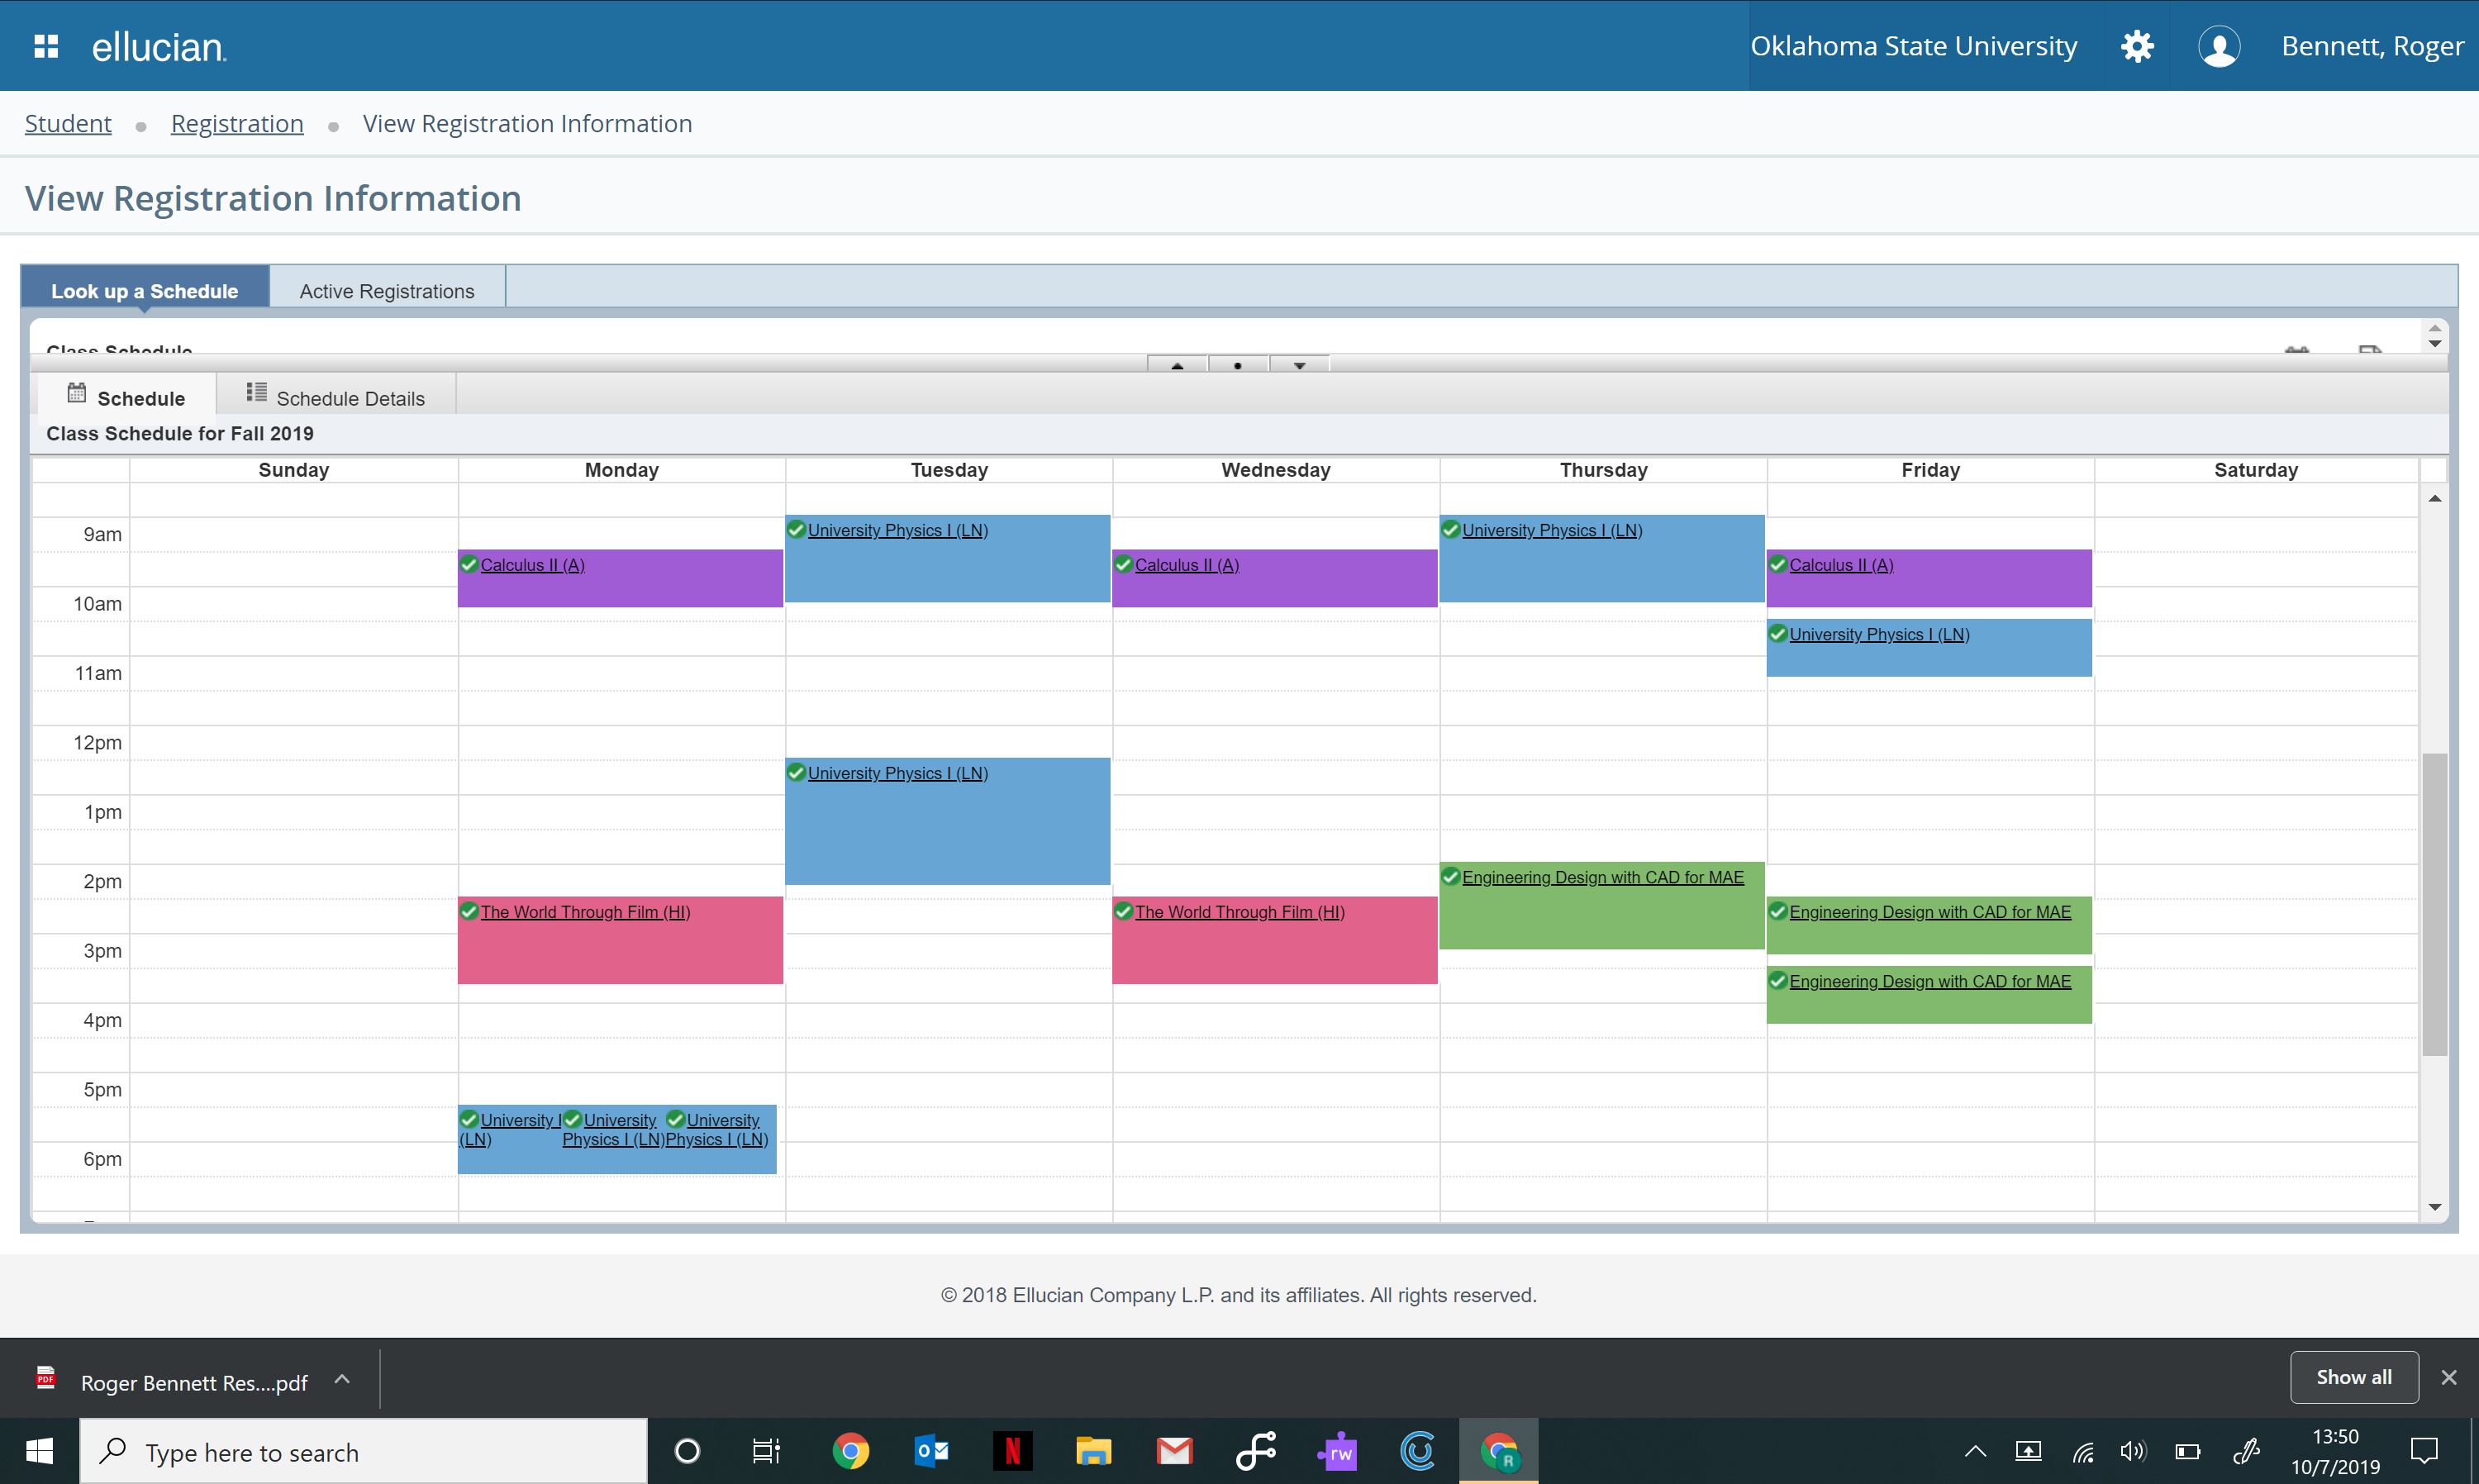 ellucian.
Oklahoma State University
Bennett, Roger
Student
Registration
View Registration Information
View Registration Information
Look up a Schedule
Active Registrations
Class Schedule
Schedule
Schedule Details
Class Schedule for Fall 2019
Sunday Monday Tuesday Wednesday Thursday Friday Saturday
University Physics I (LN)
University Physics I (LN)
9am
Calculus II (A)
Calculus II (A)
Calculus II (A)
10am
University Physics I (LN)
11am
12pm
University Physics I (LN)
1pm
2pm
Engineering Design with CAD for MAE
The World Through Film (HI)
The World Through Film (HI)
Engineering Design with CAD for MAE
3pm
Engineering Design with CAD for MAE
4pm
5pm
University
(LN)
University
Physics I (LN)
University
Physics I (LN)
6pm
© 2018 Ellucian Company L.P. and its affiliates. All rights reserved.
PDF
Roger Bennett Res....pdf
Show all
Type here to search
N
rw
R
13:50
10/7/2019